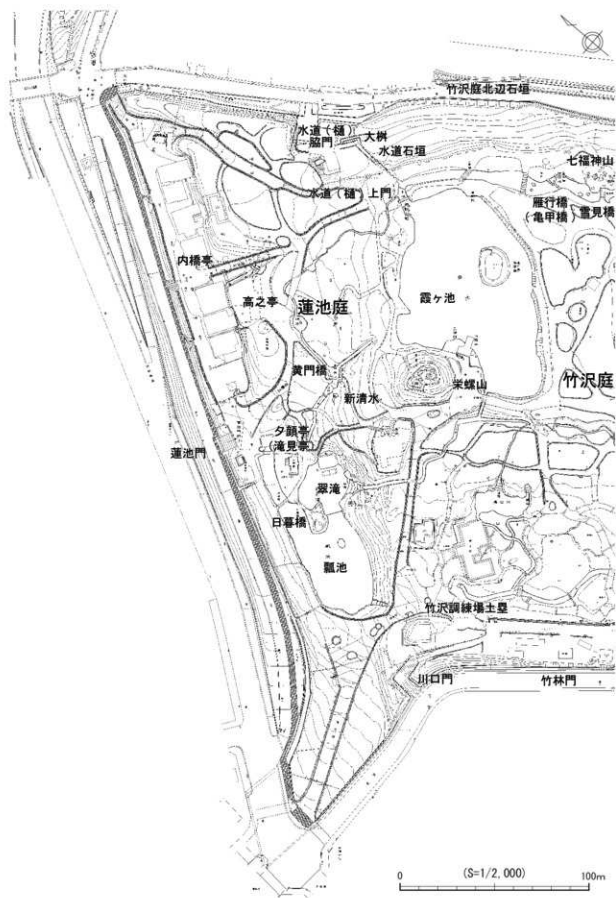 竹沢庭北辺石垣
水道(樋)
脇門
大桝
水道石垣
七福神山
水道(樋)
上門
雁行橋
(亀甲橋)
雪見橋
内橋亭
高之亭
蓮池庭
霞ヶ池
黄門橋
栄螺山
竹沢庭
新清水
夕顔亭
(滝見亭)
蓮池門
翠滝
日暮橋
瓢池
竹沢訓練場土塁
川口門
竹林門
(S=1/2,000)
0
100m